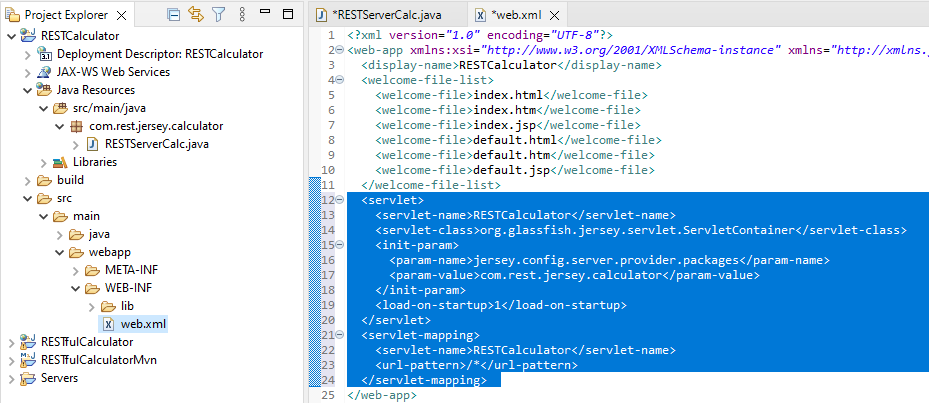 Project Explorer
RESTCalculator
Deployment Descriptor: RESTCalculator
JAX-WS Web Services
Java Resources
src/main/java
com.rest.jersey.calculator
RESTServerCalc.java
Libraries
build
src
main
java
webapp
META-INF
WEB-INF
lib
web.xml
RESTfulCalculator
RESTfulCalculatorMvn
Servers
*RESTServerCalc.java
*web.xml
1 <?xml version="1.0" encoding="UTF-8"?>
2 <web-app xmlns:xsi="http://www.w3.org/2001/XMLSchema-instance" xmlns="http://xmlns.
3 <display-name>RESTCalculator</display-name>
4 <welcome-file-list>
5 <welcome-file>index.html</welcome-file>
6 <welcome-file>index.htm</welcome-file>
7 <welcome-file>index.jsp</welcome-file>
8 <welcome-file>default.html</welcome-file>
9 <welcome-file>default.htm</welcome-file>
10 <welcome-file>default.jsp</welcome-file>
11 </welcome-file-list>
12 <servlet>
13 <servlet-name>RESTCalculator</servlet-name>
14 <servlet-class>org.glassfish.jersey.servlet.ServletContainer</servlet-class>
15 <init-param>
16 <param-name>jersey.config.server.provider.packages</param-name>
17 <param-value>com.rest.jersey.calculator</param-value>
18 </init-param>
19 <load-on-startup>1</load-on-startup>
20 </servlet>
21 <servlet-mapping>
22 <servlet-name>RESTCalculator</servlet-name>
23 <url-pattern>/*</url-pattern>
24 </servlet-mapping>
25 </web-app>